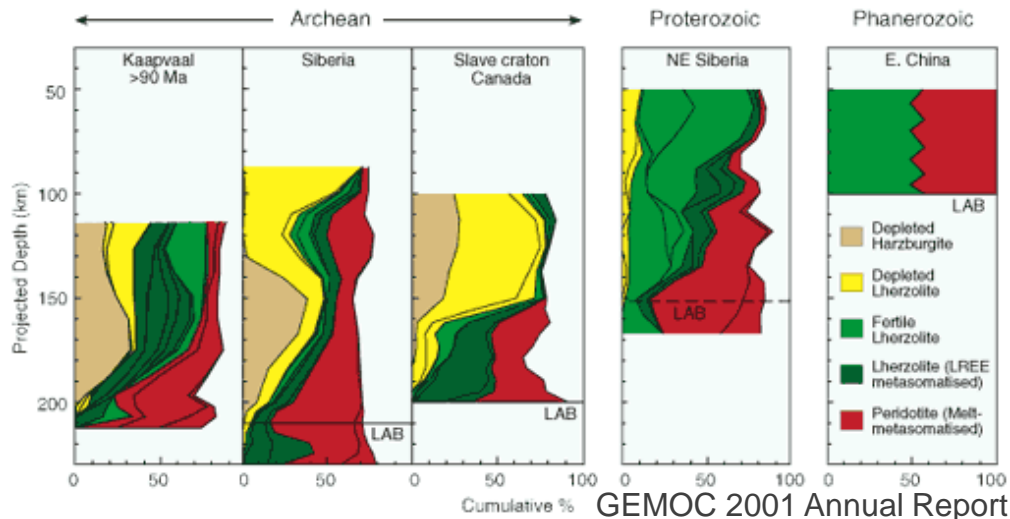 Archean
Proterozoic
Phanerozoic
Kaapvaal
>90 Ma
Siberia
Slave craton
Canada
NE Siberia
E. China
Projected Depth (km)
50
100
150
200
LAB
LAB
LAB
LAB
Depleted
Harzburgite
Depleted
Lherzolite
Fertile
Lherzolite
Lherzolite (LREE
metasomatised)
Peridotite (Melt-
metasomatised)
0 50 0 50 0 50 100
0 50 100
0 50 100
Cumulative %
GEMOC 2001 Annual Report